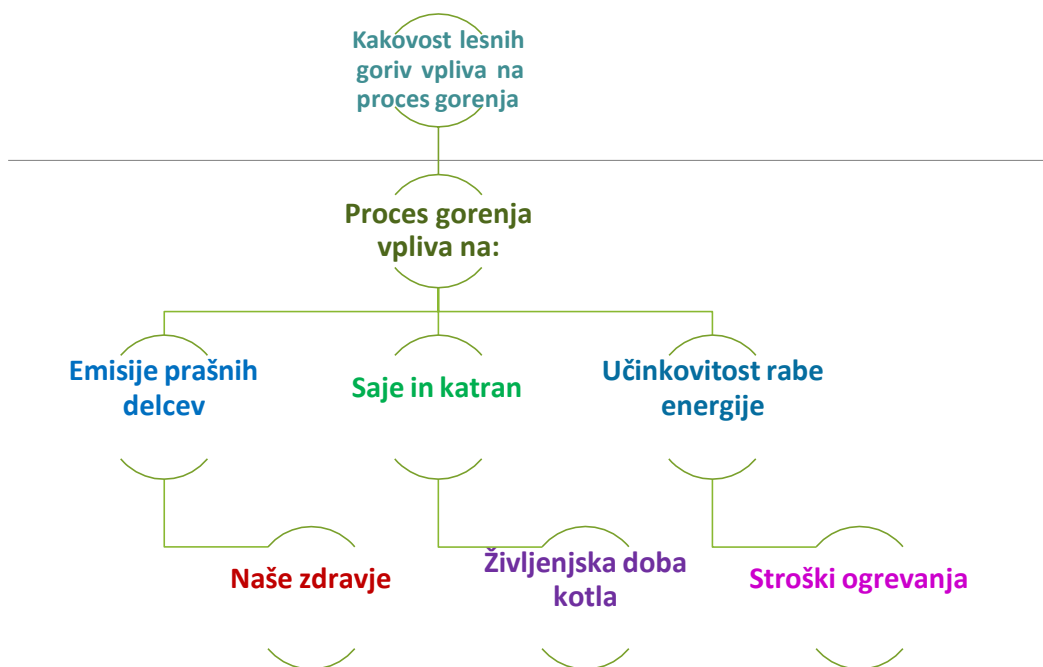 Kakovost lesnih
goriv vpliva na
proces gorenja
Proces gorenja
vpliva na:
Emisije prašnih
delcev
Saje in katran
Učinkovitost rabe
energije
Naše zdravje
Življenjska doba
kotla
Stroški ogrevanja